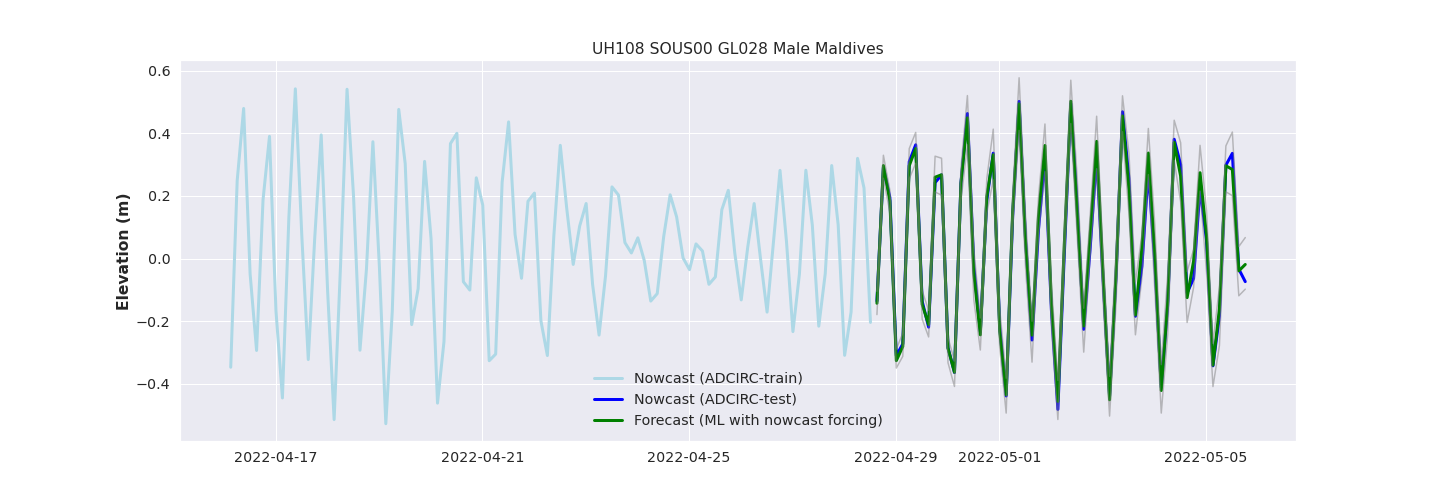 UH108 SOUS00 GL028 Male Maldives
Elevation (m)
0.6
0.4
0.2
0.0
−0.2
−0.4
Nowcast (ADCIRC-train)
Nowcast (ADCIRC-test)
Forecast (ML with nowcast forcing)
2022-04-17 2022-04-21 2022-04-25 2022-04-29 2022-05-01 2022-05-05